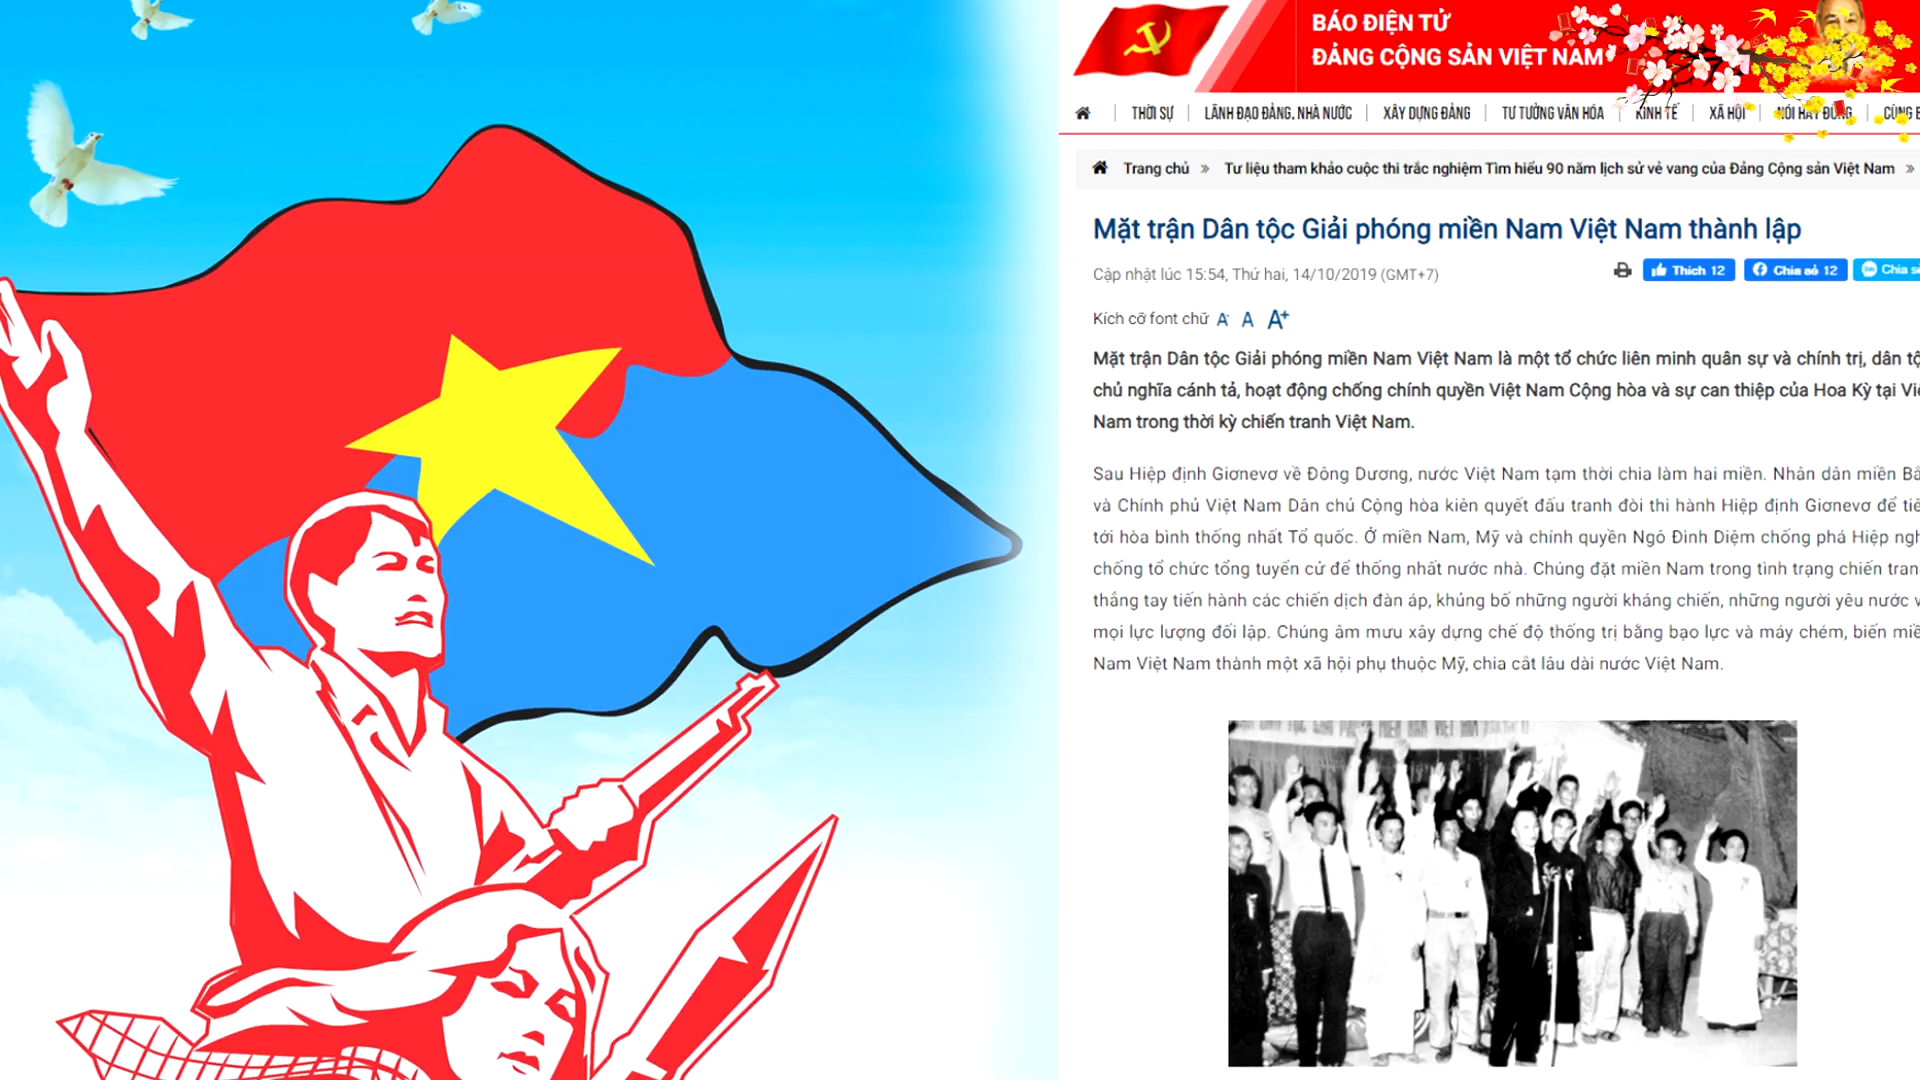 BÁO ĐIỆN TỬ
ĐẢNG CỘNG SẢN VIỆT NAM
THỜI SỰ
LÃNH ĐẠO ĐẢNG, NHÀ NƯỚC
XÂY DỰNG ĐẢNG
TƯ TƯỞNG VĂN HÓA
KINH TẾ
XÃ HỘI
NÓI HAY ĐỪNG
Trang chủ » Tư liệu tham khảo cuộc thi trắc nghiệm Tìm hiểu 90 năm lịch sử vẻ vang của Đảng Cộng sản Việt Nam »
Mặt trận Dân tộc Giải phóng miền Nam Việt Nam thành lập
Cập nhật lúc 15:54, Thứ hai, 14/10/2019 (GMT+7)
Thích 12
Chia sẻ 12
Chia
Kích cỡ font chữ A- A A+
Mặt trận Dân tộc Giải phóng miền Nam Việt Nam là một tổ chức liên minh quân sự và chính trị, dân
chủ nghĩa cánh tả, hoạt động chống chính quyền Việt Nam Cộng hòa và sự can thiệp của Hoa Kỳ tại
Nam trong thời kỳ chiến tranh Việt Nam.
Sau Hiệp định Giơnevơ về Đông Dương, nước Việt Nam tạm thời chia làm hai miền. Nhân dân miền
và Chính phủ Việt Nam Dân chủ Cộng hòa kiên quyết đấu tranh đòi thi hành Hiệp định Giơnevơ để
tới hòa bình thống nhất Tổ quốc. Ở miền Nam, Mỹ và chính quyền Ngô Đình Diệm chống phá Hiệp
chống tổ chức tổng tuyển cử để thống nhất nước nhà. Chúng đặt miền Nam trong tình trạng chiến
thẳng tay tiến hành các chiến dịch đàn áp, khủng bố những người kháng chiến, những người yêu nước
mọi lực lượng đối lập. Chúng âm mưu xây dựng chế độ thống trị bằng bạo lực và máy chém, biến
Nam Việt Nam thành một xã hội phụ thuộc Mỹ, chia cắt lâu dài nước Việt Nam.